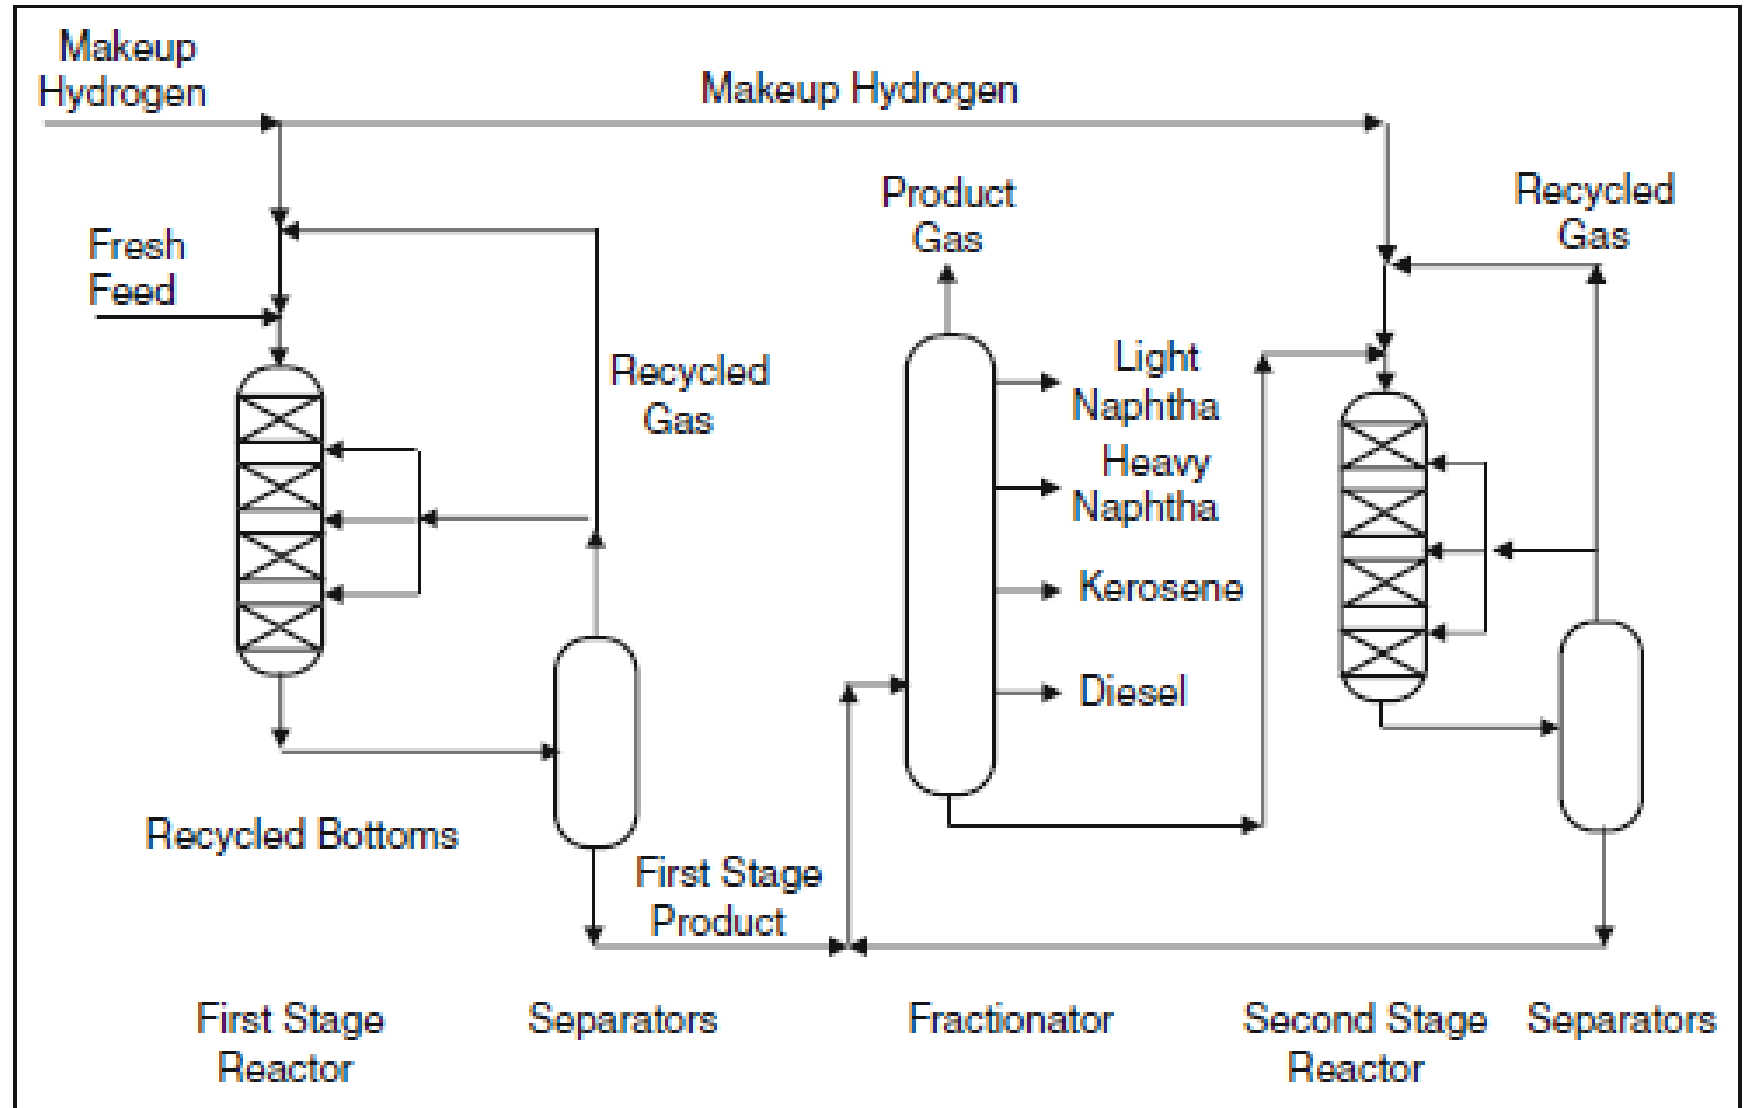 Makeup
Hydrogen
Makeup Hydrogen
Product
Gas
Recycled
Gas
Fresh
Feed
Light
Naphtha
Recycled
Gas
Heavy
Naphtha
Kerosene
Diesel
Recycled Bottoms
First Stage
Product
First Stage
Reactor
Separators
Fractionator
Second Stage
Reactor
Separators